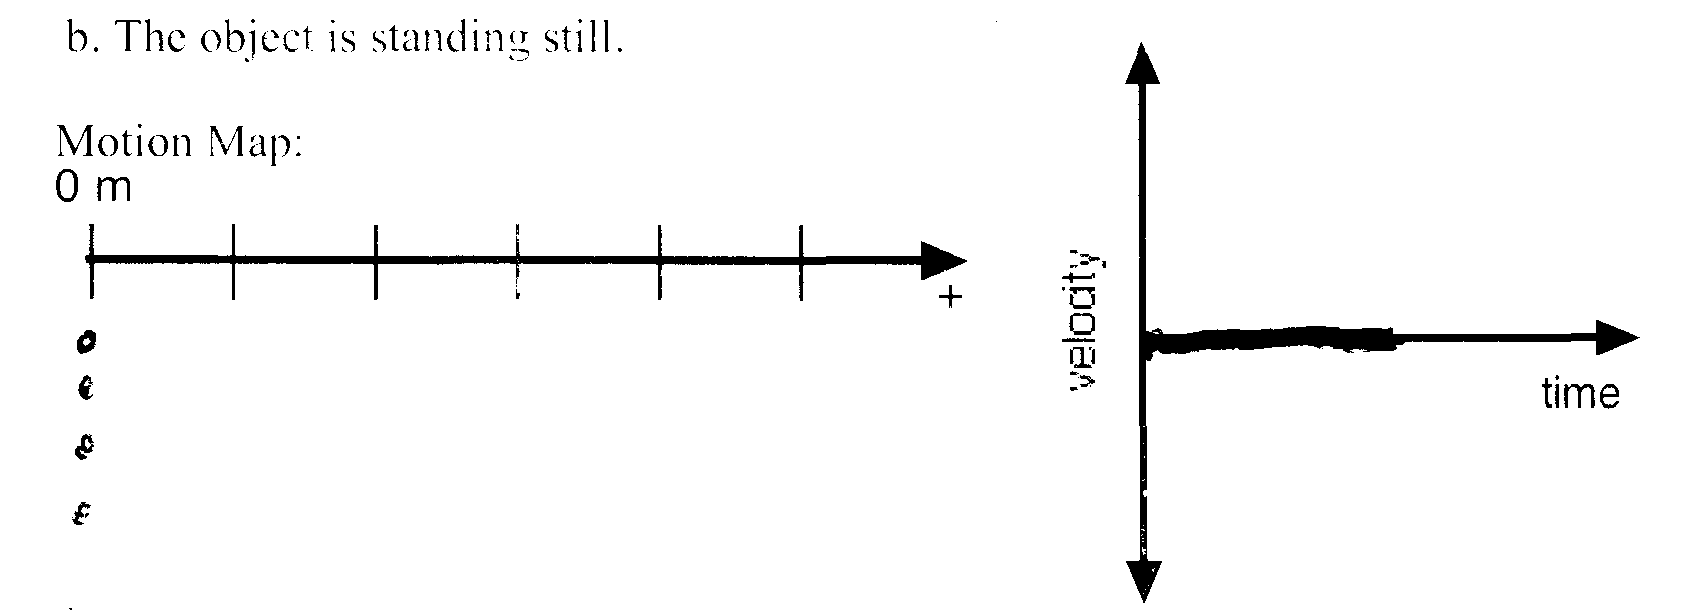 b. The object is standing still.
Motion Map:
0 m
+
velocity
time